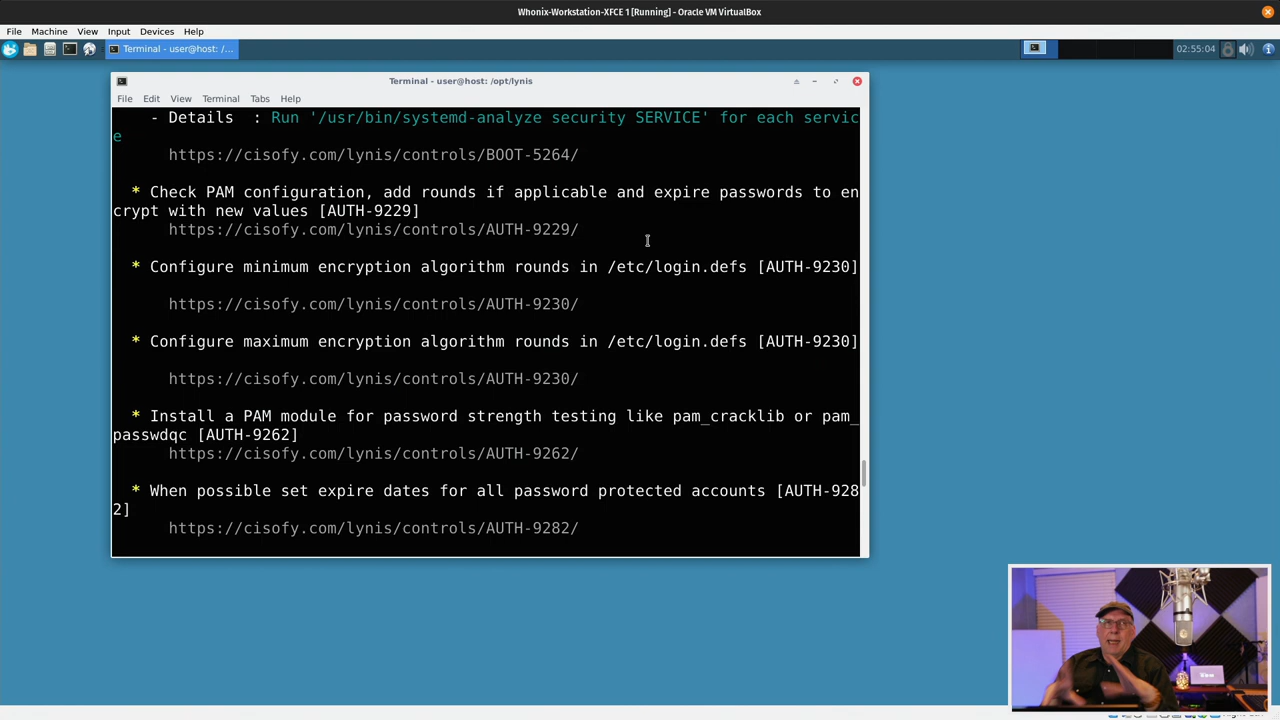 Whonix-Workstation-XFCE 1 [Running] - Oracle VM VirtualBox
File Machine View Input Devices Help
Terminal - user@host: /... 02:55:04
Terminal - user@host: /opt/lynis
File Edit View Terminal Tabs Help
- Details : Run '/usr/bin/systemd-analyze security SERVICE' for each servic
e
https://cisofy.com/lynis/controls/BOOT-5264/
* Check PAM configuration, add rounds if applicable and expire passwords to en
crypt with new values [AUTH-9229]
https://cisofy.com/lynis/controls/AUTH-9229/
* Configure minimum encryption algorithm rounds in /etc/login.defs [AUTH-9230]
https://cisofy.com/lynis/controls/AUTH-9230/
* Configure maximum encryption algorithm rounds in /etc/login.defs [AUTH-9230]
https://cisofy.com/lynis/controls/AUTH-9230/
* Install a PAM module for password strength testing like pam_cracklib or pam_
passwdqc [AUTH-9262]
https://cisofy.com/lynis/controls/AUTH-9262/
* When possible set expire dates for all password protected accounts [AUTH-928
2]
https://cisofy.com/lynis/controls/AUTH-9282/